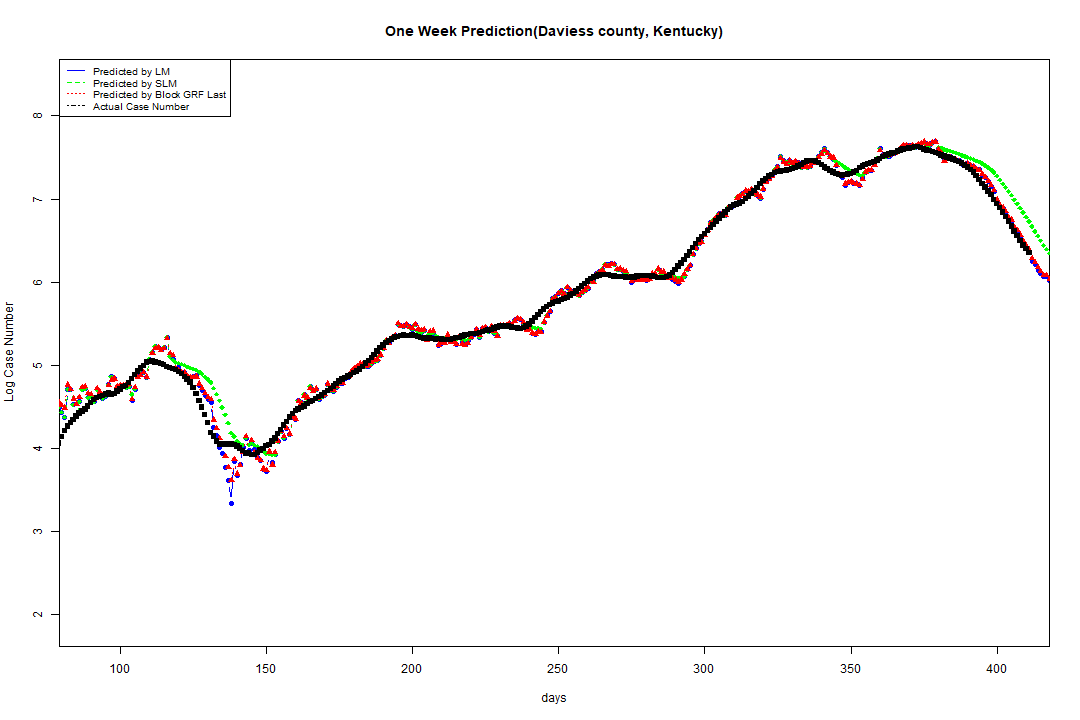 One Week Prediction(Daviess county, Kentucky)
Predicted by LM
Predicted by SLM
Predicted by Block GRF Last
Actual Case Number
8
7
6
5
4
3
2
Log Case Number
100 150 200 250 300 350 400
days